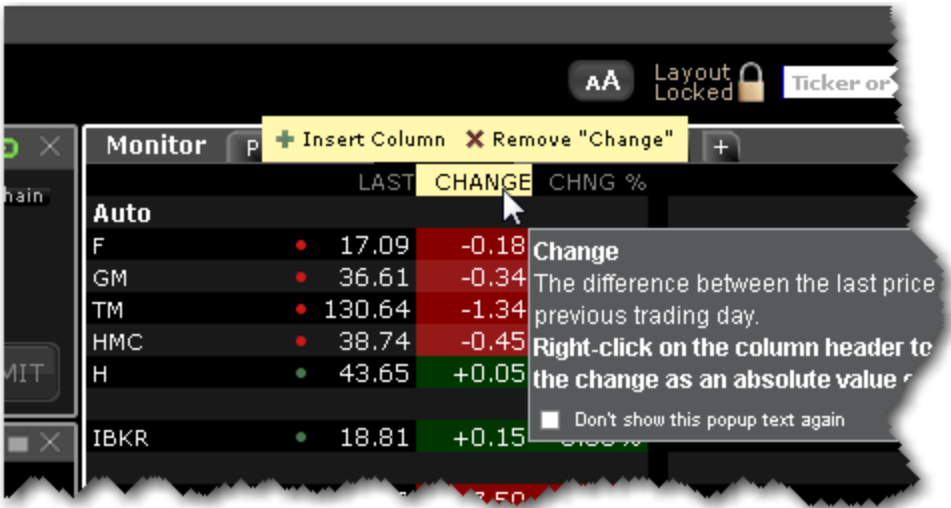 AA
Layout
Locked
Ticker or
Monitor
P
Insert Column
Remove "Change"
+
hain
LAST CHANGE CHNG %
Auto
F 17.09 -0.18
GM 36.61 -0.34
TM 130.64 -1.34
HMC 38.74 -0.45
H 43.65 +0.05
Change
The difference between the last price
previous trading day.
Right-click on the column header to
the change as an absolute value
Don't show this popup text again
MIT
IBKR 18.81 +0.15